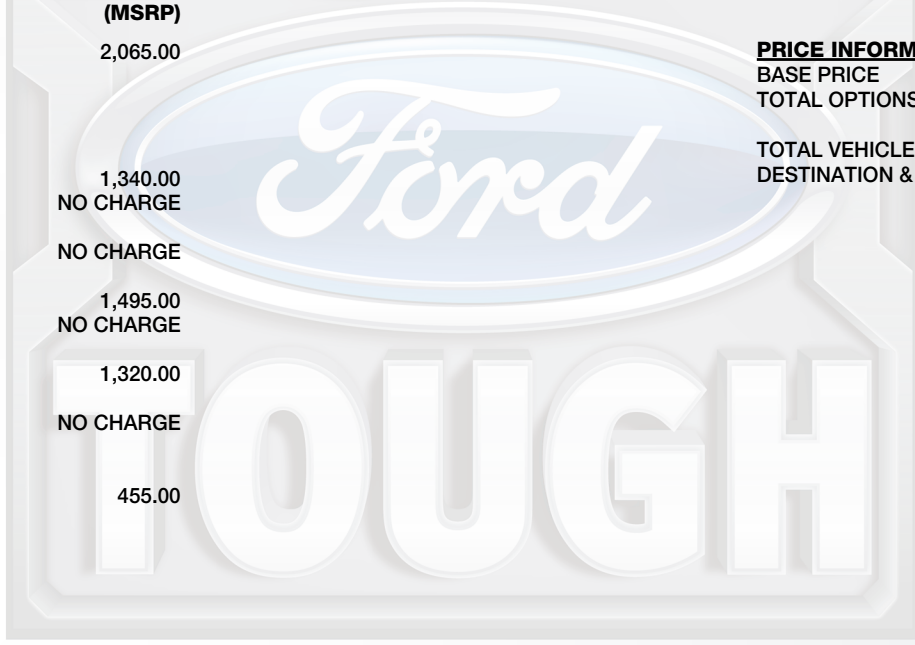 (MSRP)
2,065.00
1,340.00
NO CHARGE
NO CHARGE
1,495.00
NO CHARGE
1,320.00
NO CHARGE
455.00
PRICE INFORM
BASE PRICE
TOTAL OPTIONS
TOTAL VEHICLE
DESTINATION &
Ford
TOUGH